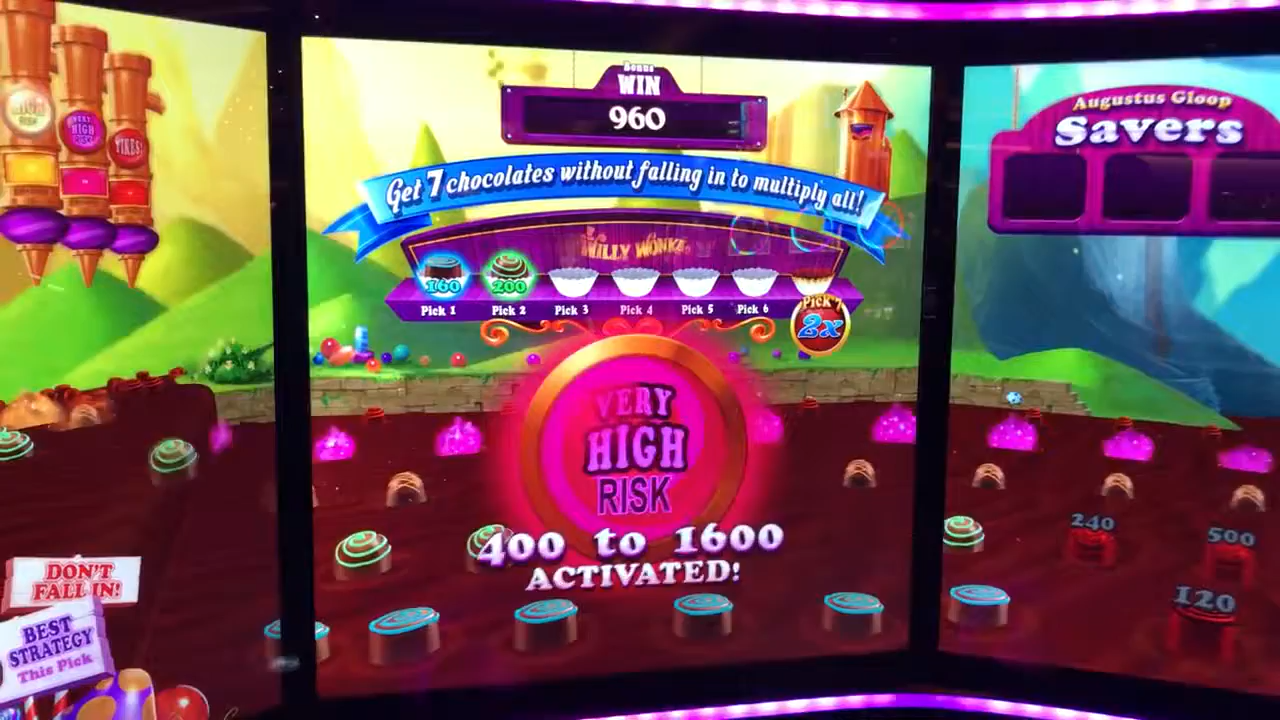 Bonus
WIN
960
Get 7 chocolates without falling in to multiply all!
WILLY WONKA
160
200
Pick 1
Pick 2
Pick 3
Pick 4
Pick 5
Pick 6
Pick 7
2x
VERY
HIGH
RISK
400 to 1600
ACTIVATED!
VERY
HIGH
RISK
YIKES!
DON'T
FALL IN!
BEST
STRATEGY
This Pick
Augustus Gloop
Savers
240
500
120